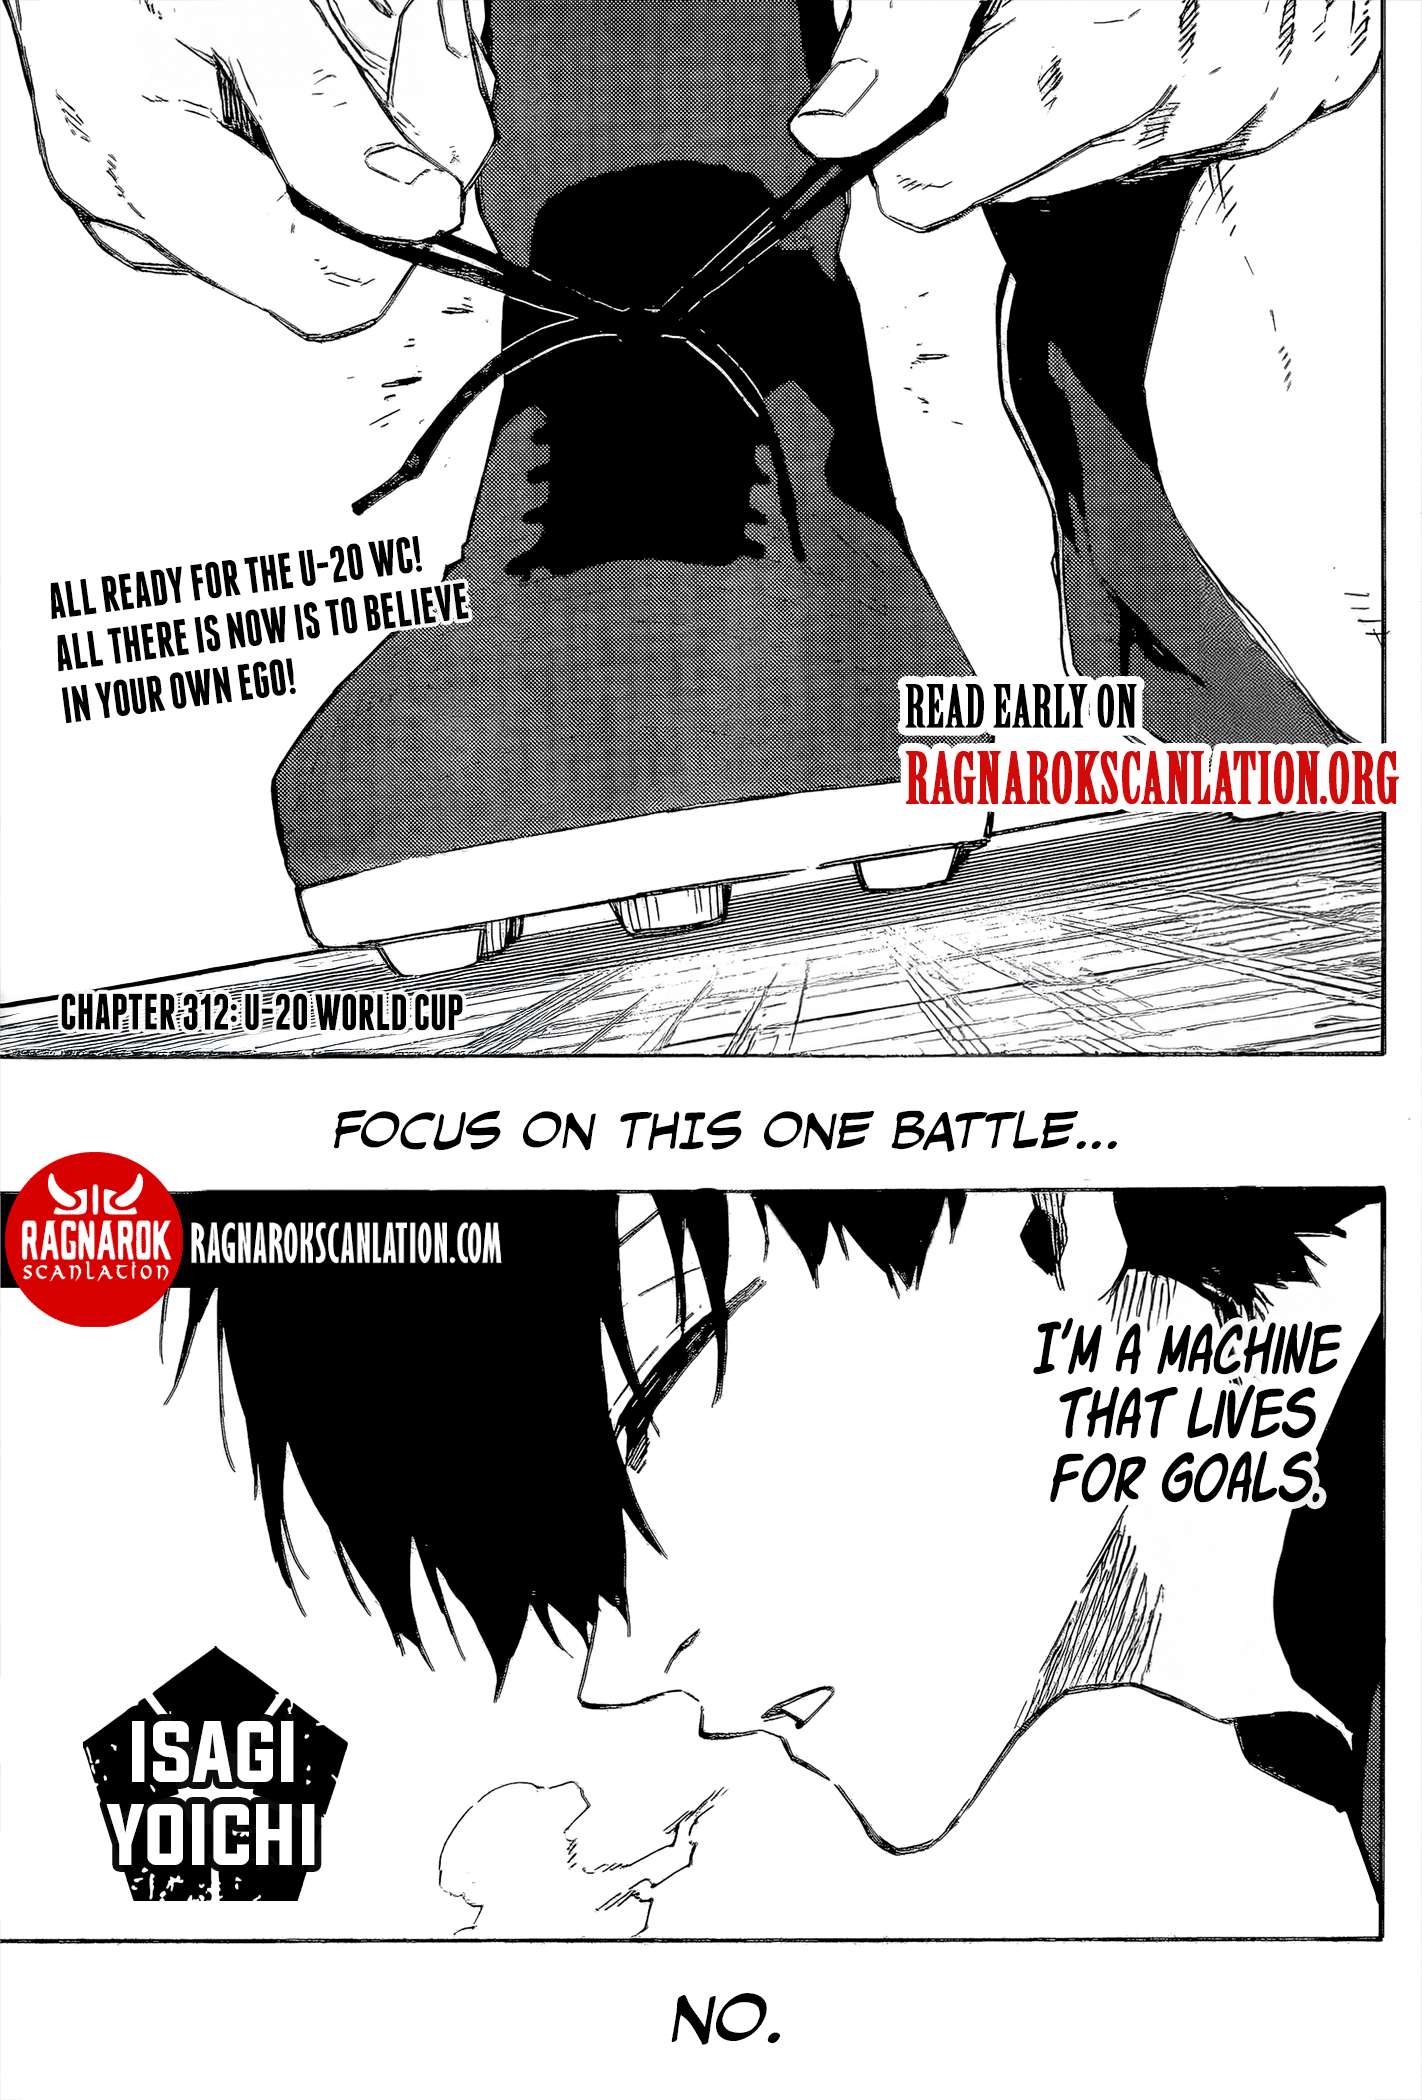 ALL READY FOR THE U-20 WC!
ALL THERE IS NOW IS TO BELIEVE
IN YOUR OWN EGO!
READ EARLY ON
RAGNAROKSCANLATION.ORG
CHAPTER 312: U-20 WORLD CUP
FOCUS ON THIS ONE BATTLE...
RAGNAROK
SCANLATION
RAGNAROKSCANLATION.COM
I'M A MACHINE
THAT LIVES
FOR GOALS.
ISAGI
YOICHI
NO.